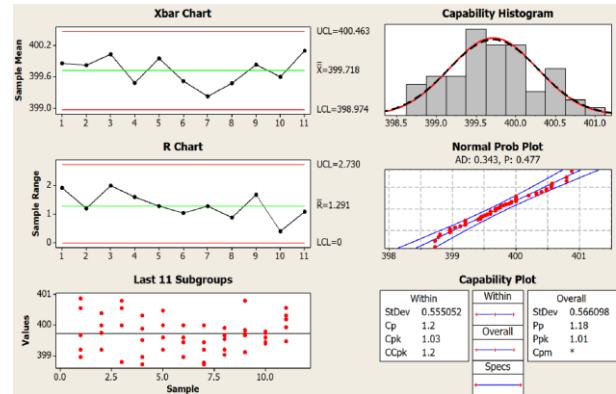 Xbar Chart
Sample Mean
400.2
399.6
399.0
UCL=400.463
X=399.718
LCL=398.974
1 2 3 4 5 6 7 8 9 10 11
Capability Histogram
398.5 399.0 399.5 400.0 400.5 401.0
R Chart
Sample Range
2
1
0
UCL=2.730
R=1.291
LCL=0
1 2 3 4 5 6 7 8 9 10 11
Normal Prob Plot
AD: 0.343, P: 0.477
398 399 400 401
Last 11 Subgroups
Values
401
400
399
0.0 2.5 5.0 7.5 10.0
Sample
Capability Plot
Within
StDev 0.555052
Cp 1.2
Cpk 1.03
CCpk 1.2
Within
Overall
Specs
Overall
StDev 0.566098
Pp 1.18
Ppk 1.01
Cpm *